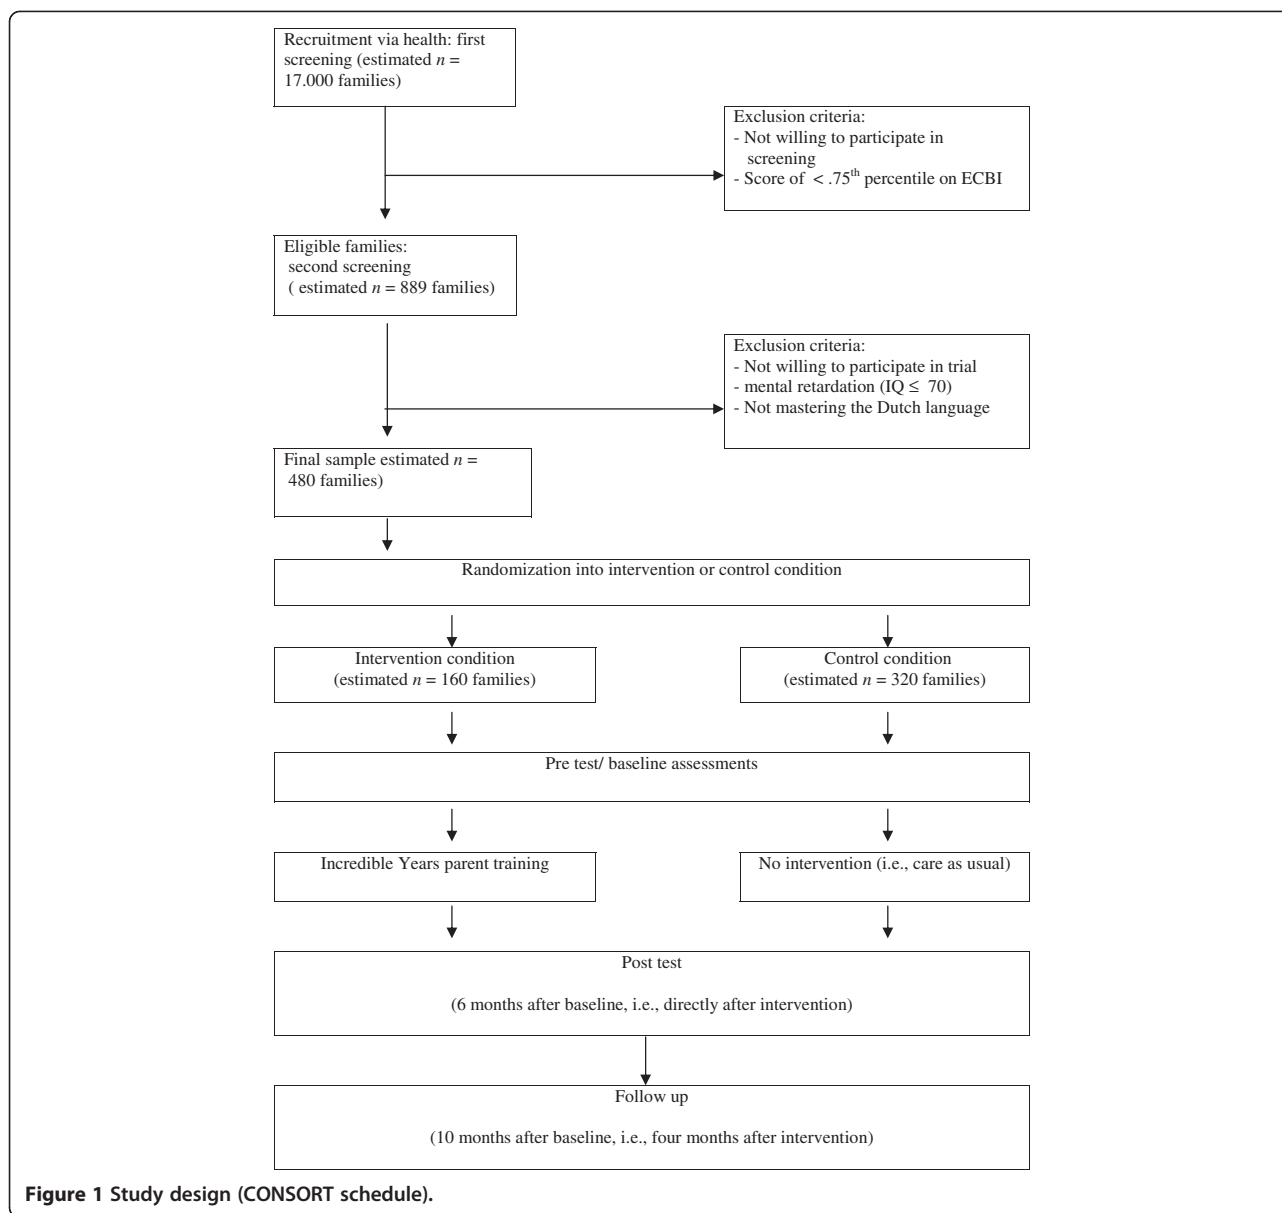 Recruitment via health: first
screening (estimated n =
17.000 families)
Exclusion criteria:
- Not willing to participate in
screening
- Score of < .75th percentile on ECBI
Eligible families:
second screening
( estimated n = 889 families)
Exclusion criteria:
- Not willing to participate in trial
- mental retardation (IQ ≤ 70)
- Not mastering the Dutch language
Final sample estimated n =
480 families)
Randomization into intervention or control condition
Intervention condition
(estimated n = 160 families)
Control condition
(estimated n = 320 families)
Pre test/ baseline assessments
Incredible Years parent training
No intervention (i.e., care as usual)
Post test
(6 months after baseline, i.e., directly after intervention)
Follow up
(10 months after baseline, i.e., four months after intervention)
Figure 1 Study design (CONSORT schedule).